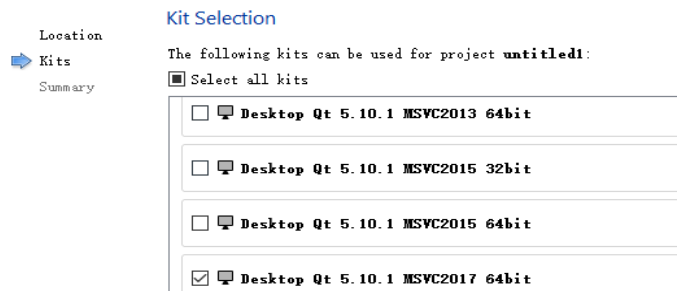 Kit Selection
Location
Kits
Summary
The following kits can be used for project untitled1:
Select all kits
Desktop Qt 5.10.1 MSVC2013 64bit
Desktop Qt 5.10.1 MSVC2015 32bit
Desktop Qt 5.10.1 MSVC2015 64bit
Desktop Qt 5.10.1 MSVC2017 64bit